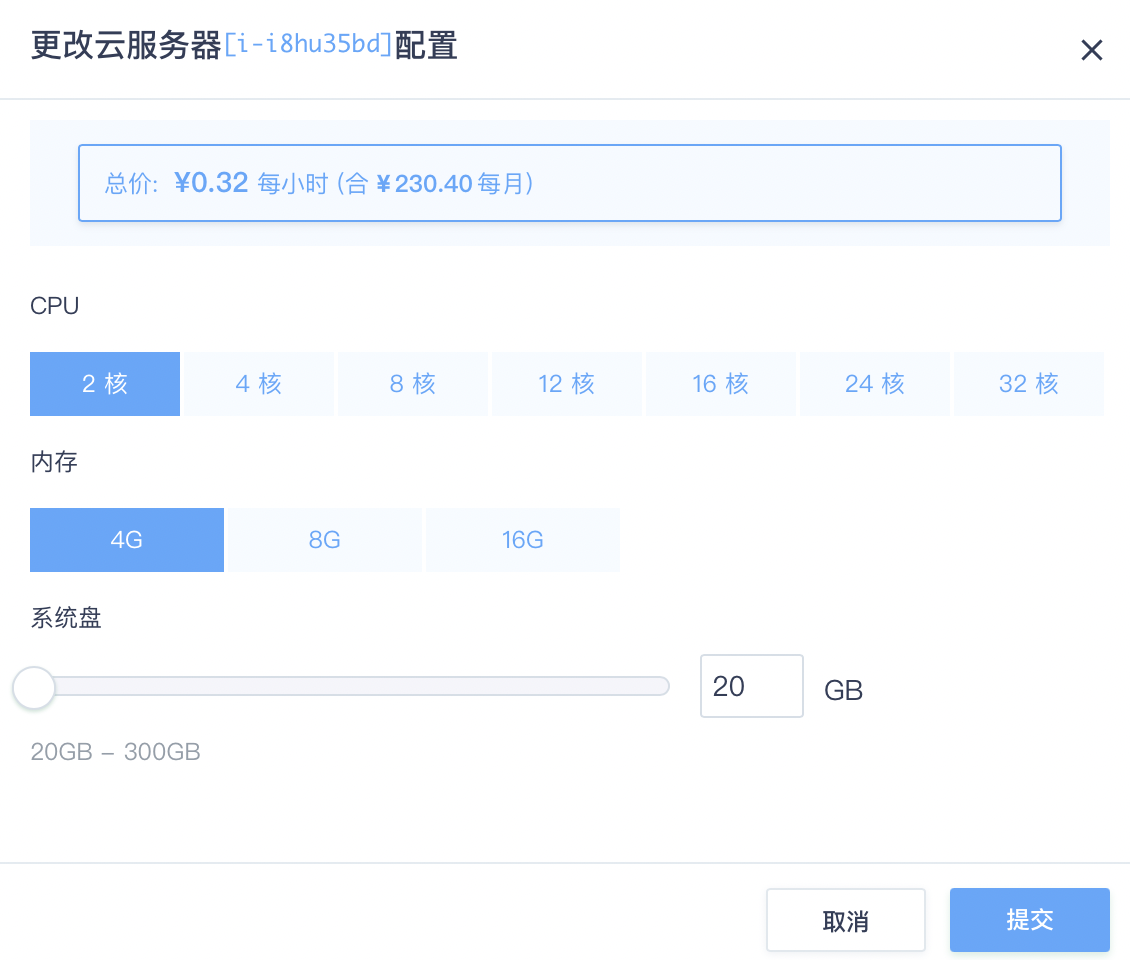 更改云服务器[i-i8hu35bd]配置
总价: ¥0.32 每小时 (合 ¥230.40 每月)
CPU
2 核 4 核 8 核 12 核 16 核 24 核 32 核
内存
4G 8G 16G
系统盘
20 GB
20GB – 300GB
取消 提交